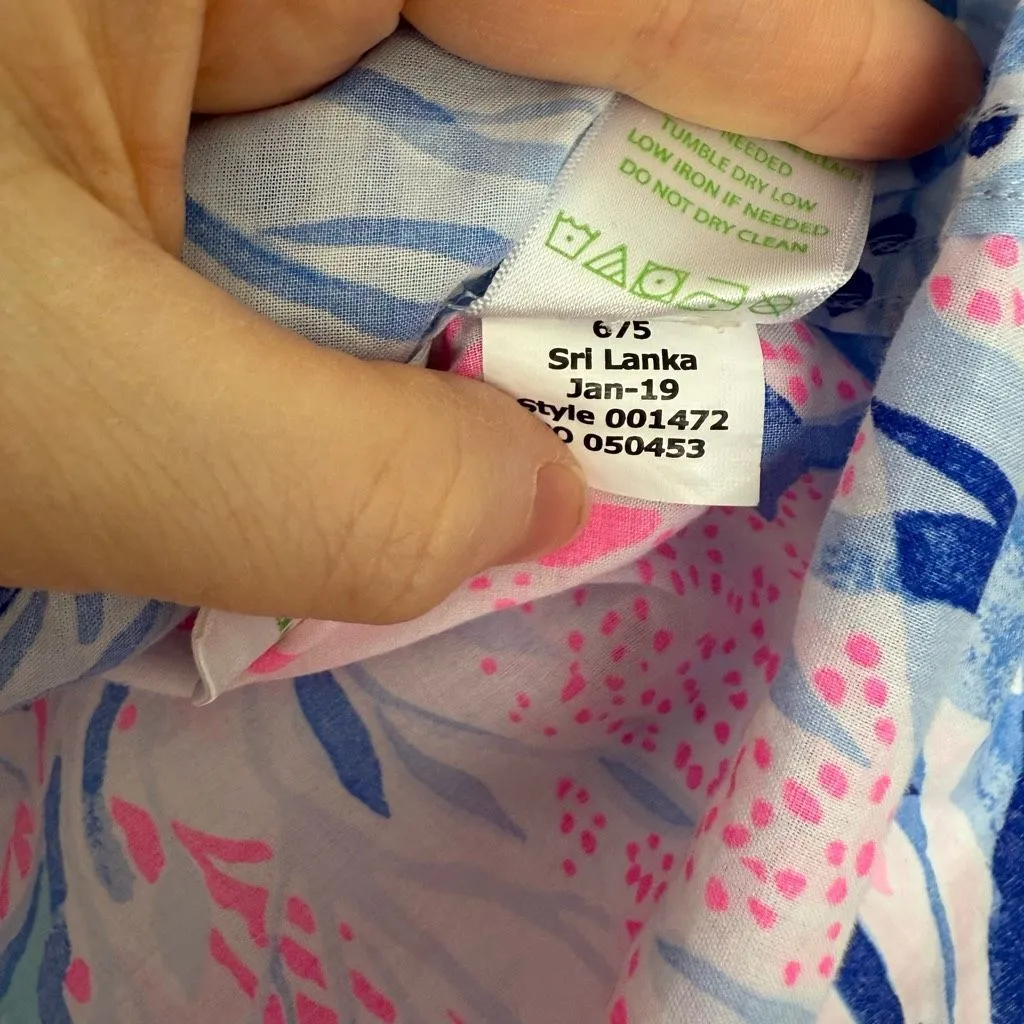 NEEDED
TUMBLE DRY LOW
LOW IRON IF NEEDED
DO NOT DRY CLEAN
675
Sri Lanka
Jan-19
Style 001472
O 050453